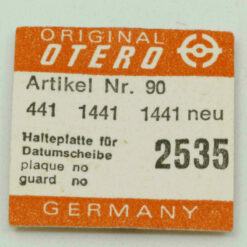 ORIGINAL
OTERO
Artikel Nr. 90
441 1441 1441 neu
Halteplatte für
Datumscheibe
2535
plaque no
guard no
GERMANY